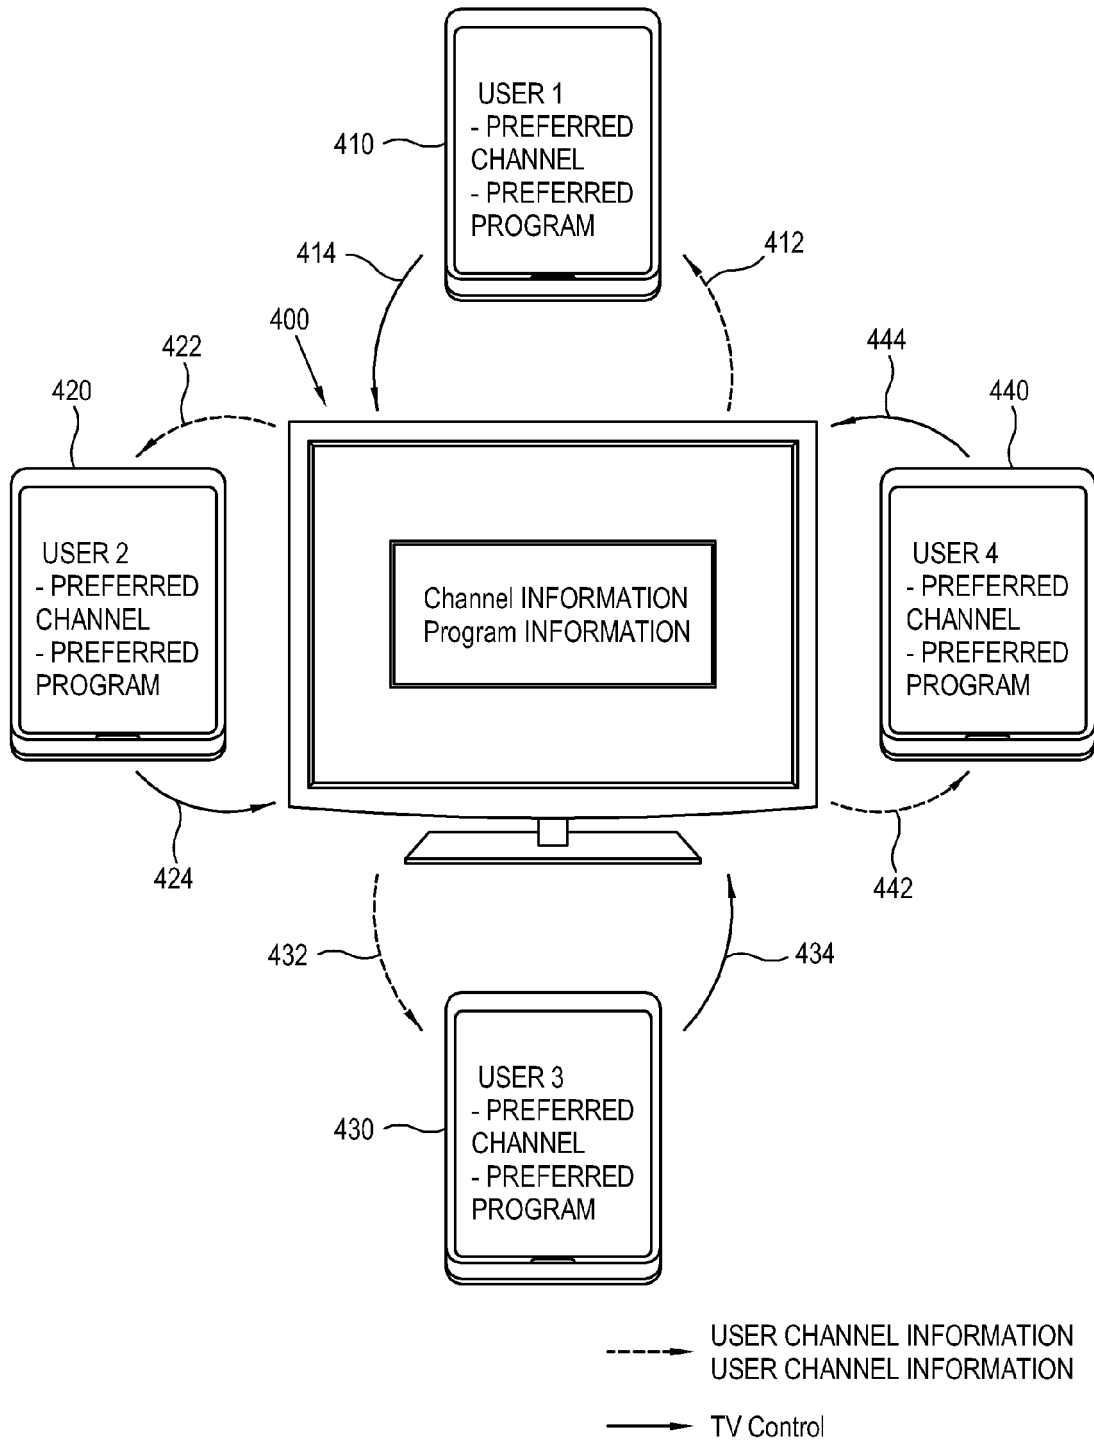 USER 1
- PREFERRED
CHANNEL
- PREFERRED
PROGRAM
410
414
412
400
422
444
420
440
USER 2
- PREFERRED
CHANNEL
- PREFERRED
PROGRAM
Channel INFORMATION
Program INFORMATION
USER 4
- PREFERRED
CHANNEL
- PREFERRED
PROGRAM
424
442
432
434
USER 3
- PREFERRED
CHANNEL
- PREFERRED
PROGRAM
430
USER CHANNEL INFORMATION
USER CHANNEL INFORMATION
TV Control